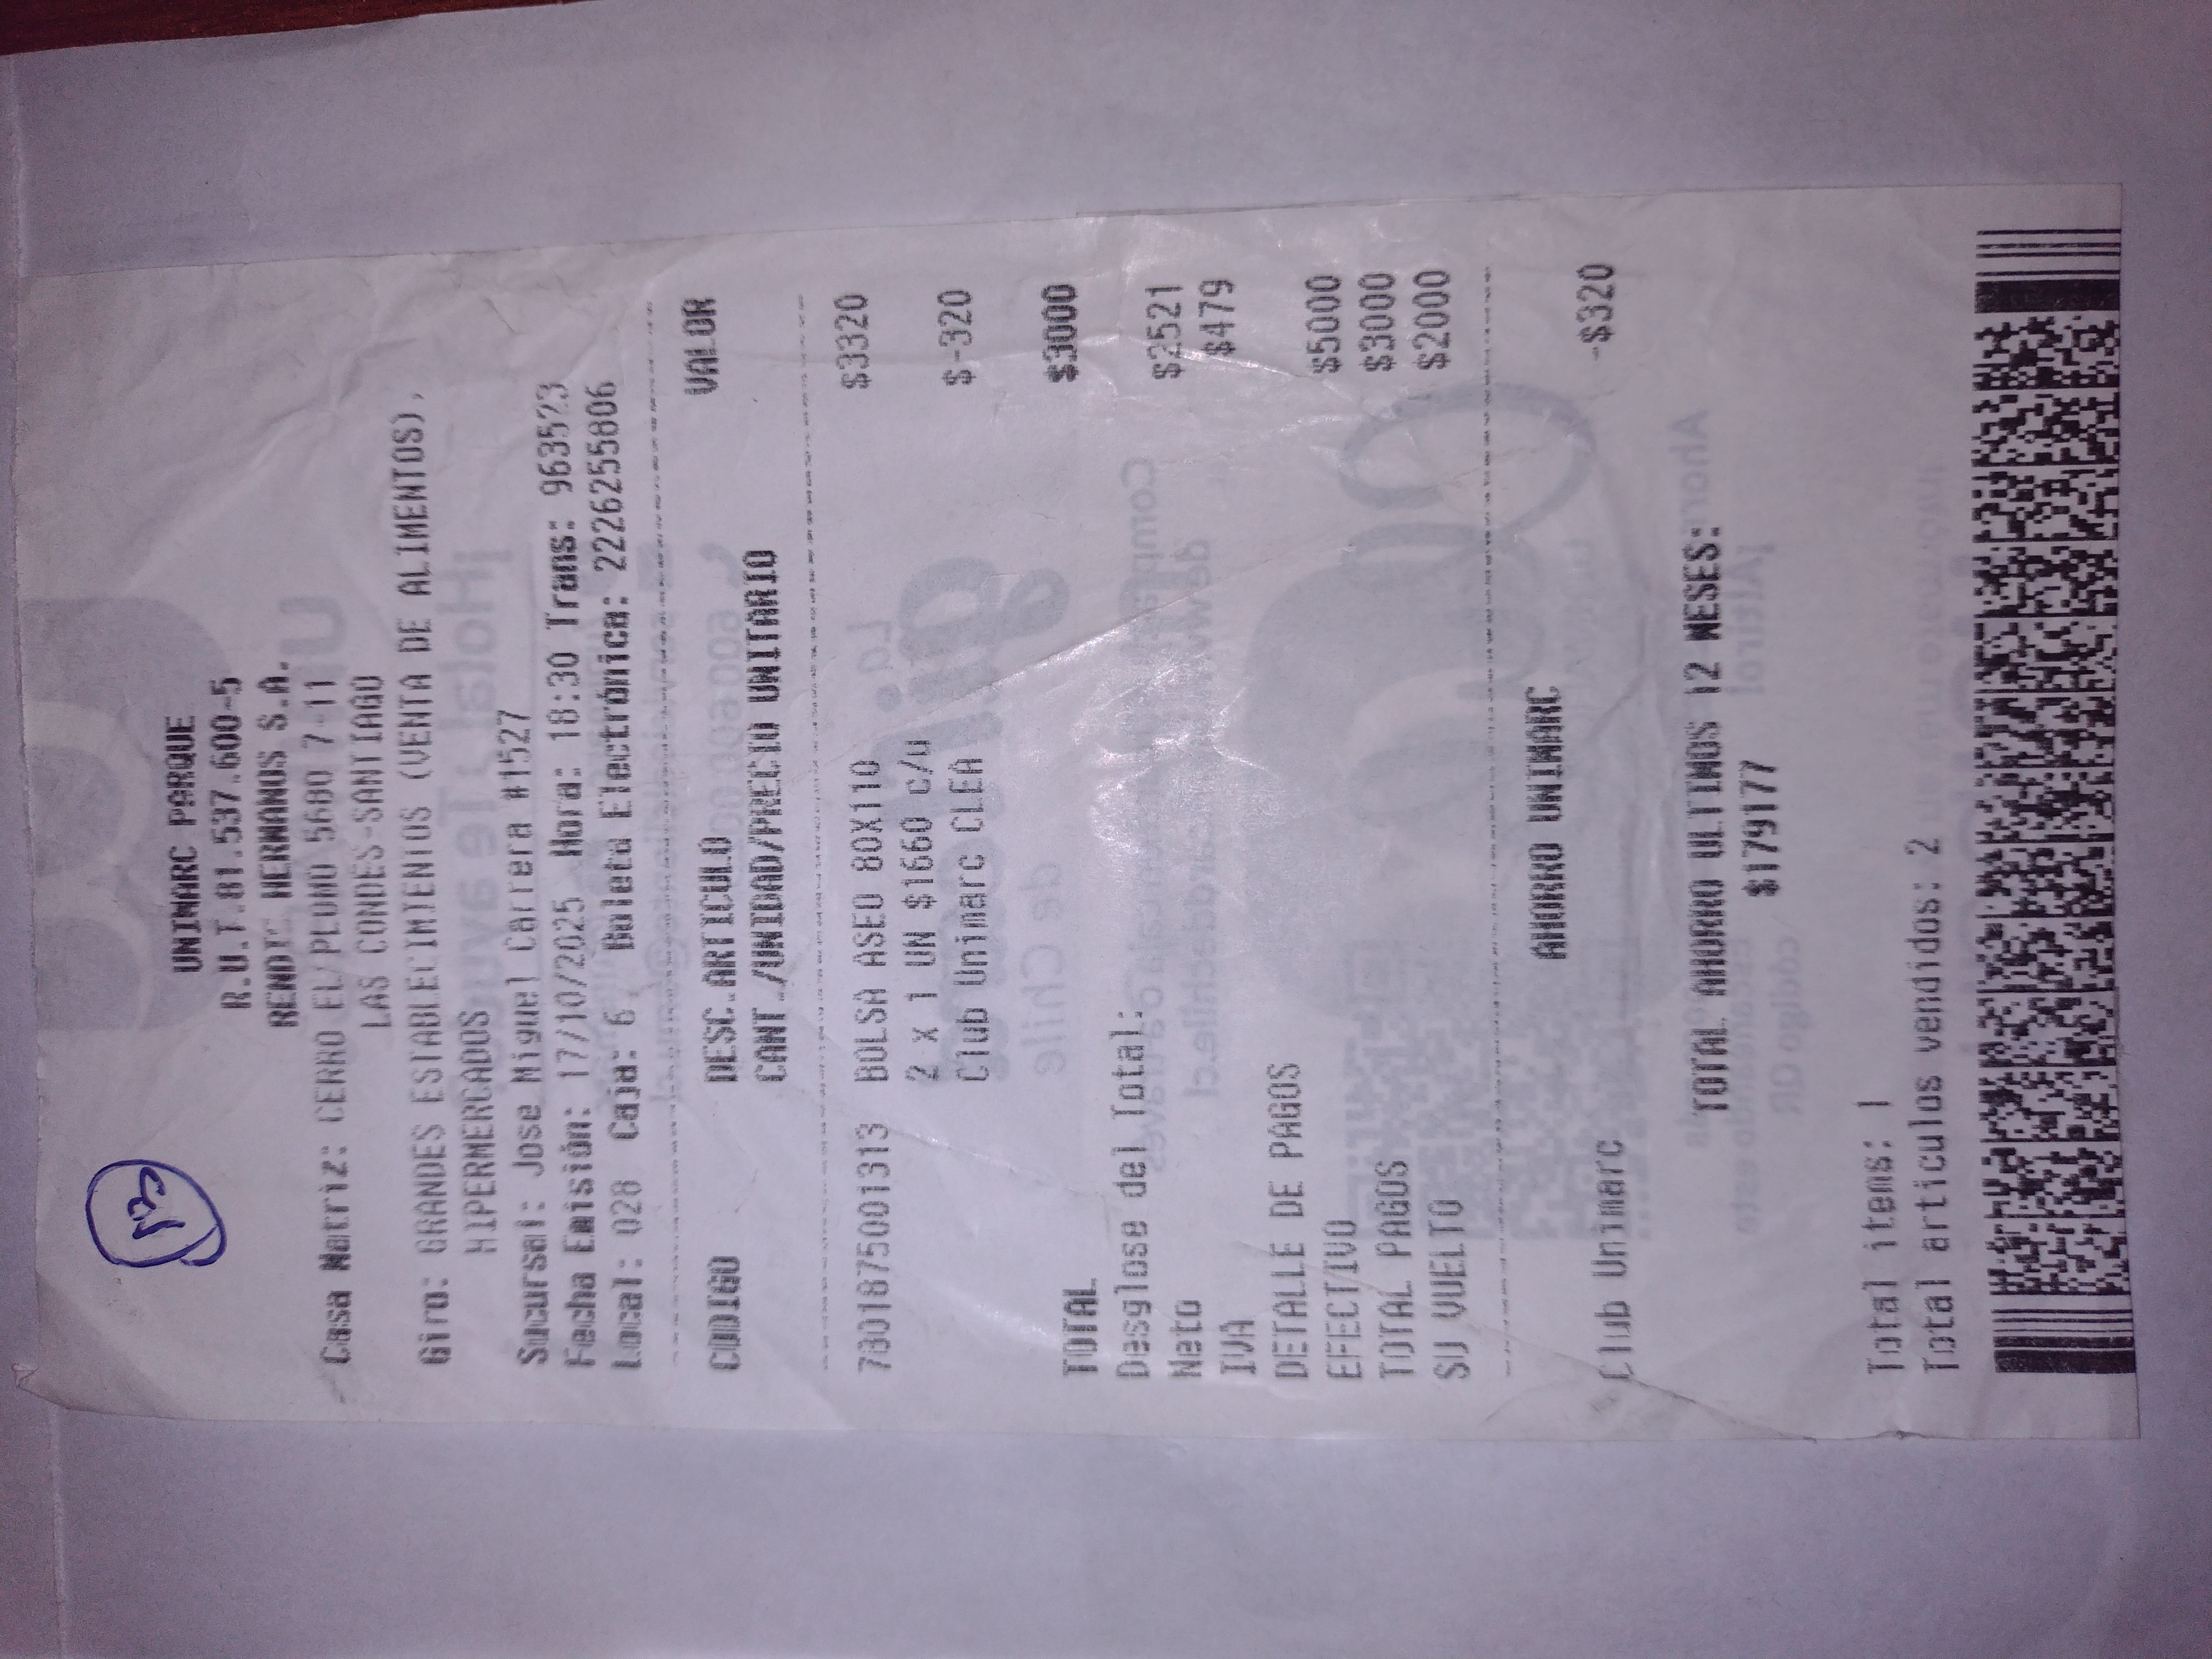 UNIMARC PARQUE
R.U.T.81.537.600-5
RENDIC HERMANOS S.A.
Casa Matriz: CERRO EL PLOMO 5680 7-11
LAS CONDES-SANTIAGO
Giro: GRANDES ESTABLECIMIENTOS (VENTA DE ALIMENTOS),
HIPERMERCADOS
Sucursal: Jose Miguel Carrera #1527
Fecha Emisión: 17/10/2025 Hora: 18:30 Trans: 963523
Local: 028 Caja: 6 Boleta Electrónica: 2226255806
CODIGO DESC.ARTICULO VALOR
CANT./UNIDAD/PRECIO UNITARIO
7801875001313 BOLSA ASEO 80X110 $3320
2 x 1 UN $1660 c/u
Club Unimarc CLEA $-320
TOTAL $3000
Desglose del Total:
Neto $2521
IVA $479
DETALLE DE PAGOS
EFECTIVO $5000
TOTAL PAGOS $3000
SU VUELTO $2000
AHORRO UNIMARC
Club Unimarc -$320
TOTAL AHORRO ULTIMOS 12 MESES:
$179177
Total items: 1
Total articulos vendidos: 2